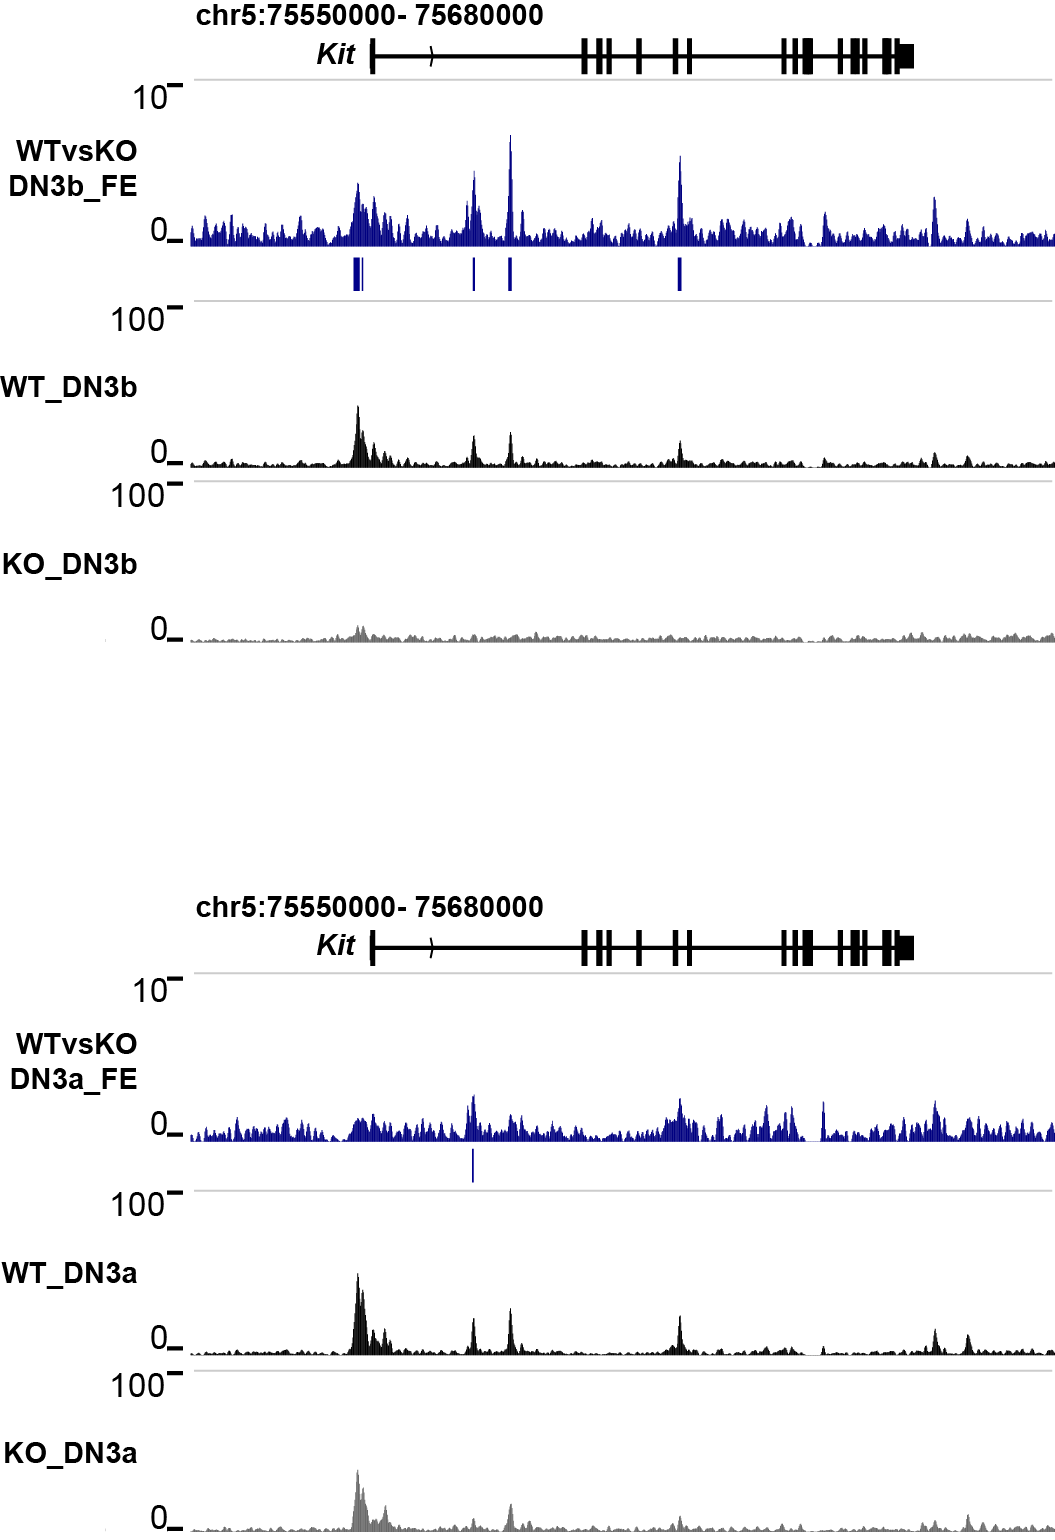 chr5:75550000- 75680000
Kit
10
WTvsKO
DN3b_FE
0
100
WT_DN3b
0
100
KO_DN3b
0
chr5:75550000- 75680000
Kit
10
WTvsKO
DN3a_FE
0
100
WT_DN3a
0
100
KO_DN3a
0